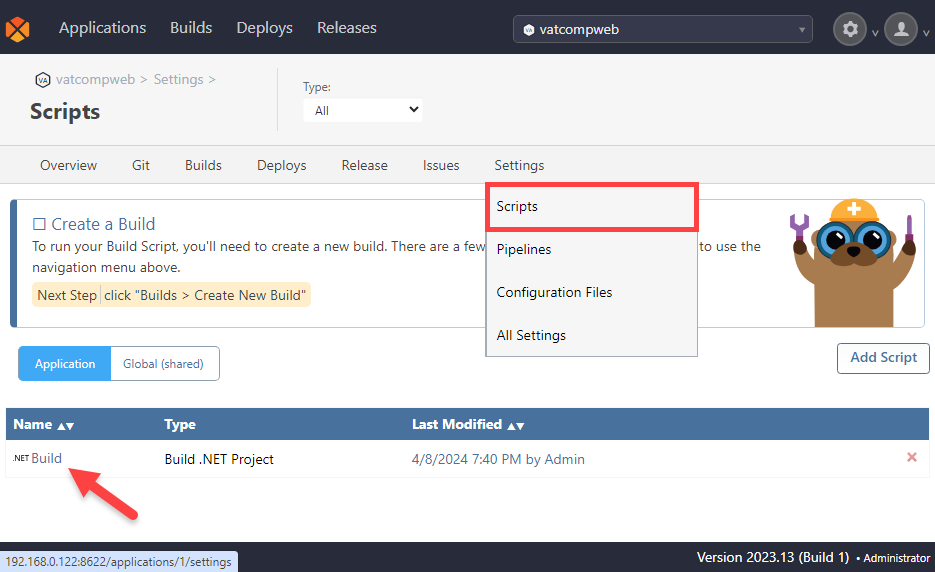 Applications Builds Deploys Releases VA vatcompweb
VA vatcompweb > Settings >
Scripts
Type:
All
Overview Git Builds Deploys Release Issues Settings
Scripts
Pipelines
Configuration Files
All Settings
Create a Build
To run your Build Script, you'll need to create a new build. There are a few to use the
navigation menu above.
Next Step click "Builds > Create New Build"
Application Global (shared)
Add Script
Name Type Last Modified
.NET Build Build .NET Project 4/8/2024 7:40 PM by Admin
192.168.0.122:8622/applications/1/settings
Version 2023.13 (Build 1) • Administrator